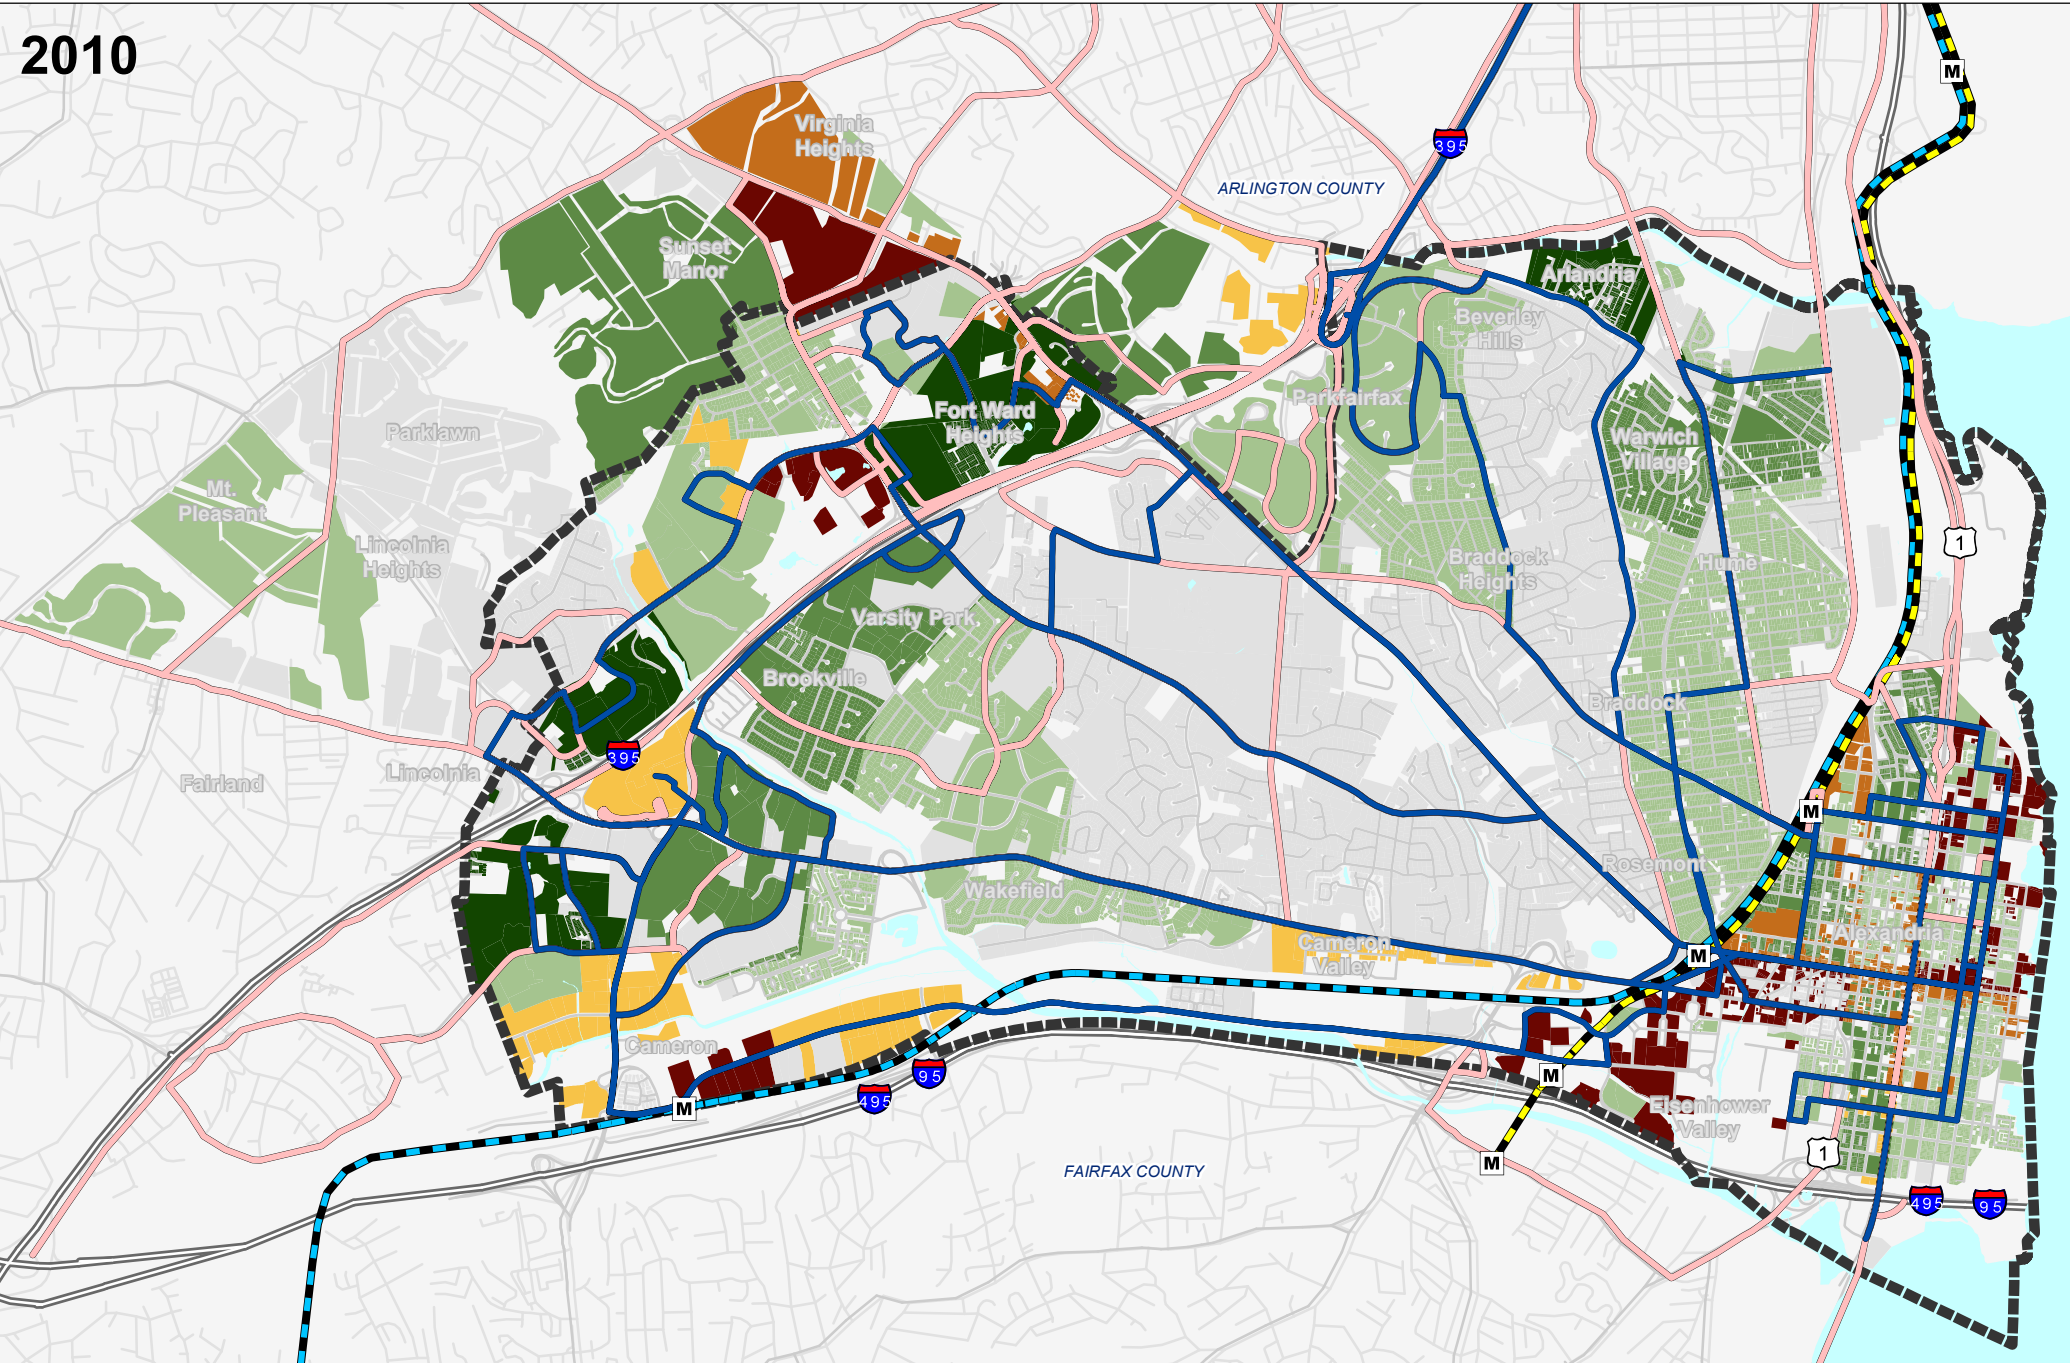 2010
M
Virginia
Heights
395
ARLINGTON COUNTY
Sunset
Manor
Arlandria
Beverley
Hills
Parkfairfax
Fort Ward
Heights
Parklawn
Warwich
Village
Mt.
Pleasant
Lincolnia
Heights
1
Braddock
Heights
Hume
Varsity Park
Brookville
Braddock
395
Lincolnia
Fairland
M
Rosemont
Wakefield
Alexandria
Cameron
Valley
M
Cameron
95
495
M
M
Eisenhower
Valley
1
M
FAIRFAX COUNTY
495
95